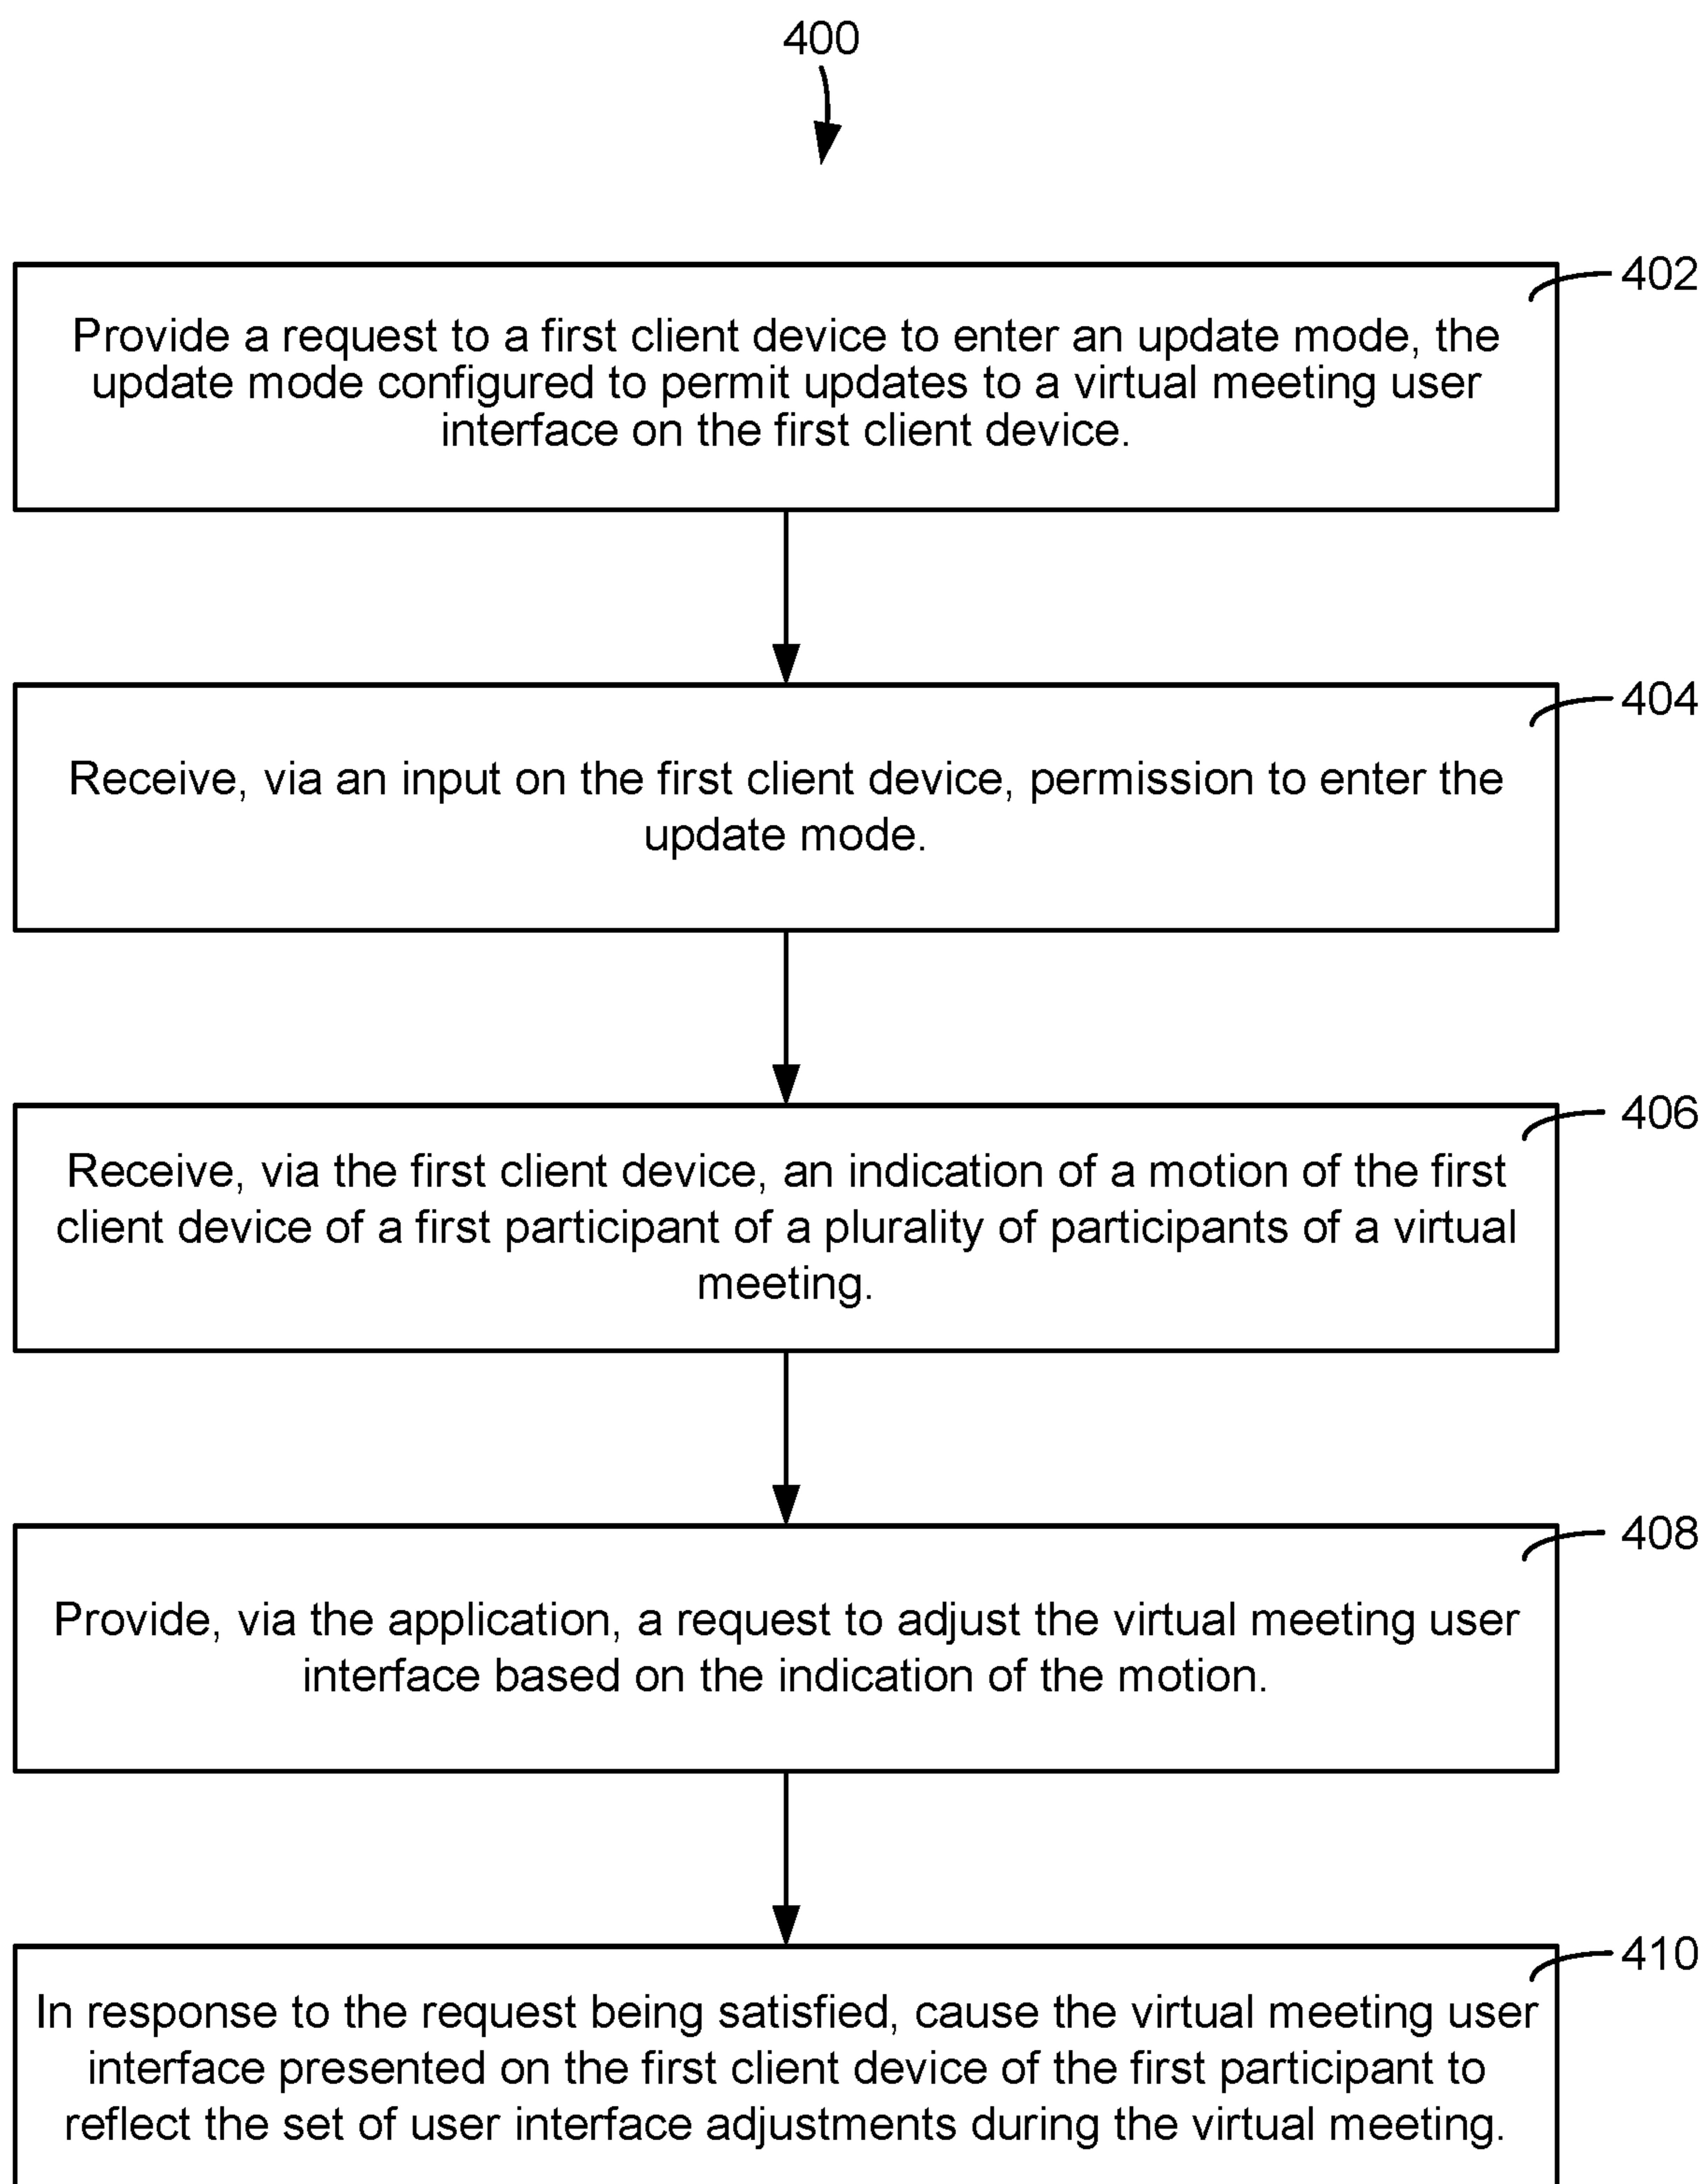 400
402
Provide a request to a first client device to enter an update mode, the
update mode configured to permit updates to a virtual meeting user
interface on the first client device.
404
Receive, via an input on the first client device, permission to enter the
update mode.
406
Receive, via the first client device, an indication of a motion of the first
client device of a first participant of a plurality of participants of a virtual
meeting.
408
Provide, via the application, a request to adjust the virtual meeting user
interface based on the indication of the motion.
410
In response to the request being satisfied, cause the virtual meeting user
interface presented on the first client device of the first participant to
reflect the set of user interface adjustments during the virtual meeting.